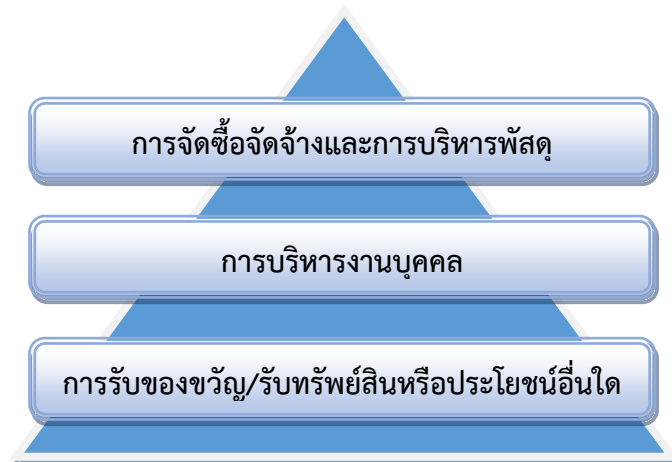 การจัดซื้อจัดจ้างและการบริหารพัสดุ
การบริหารงานบุคคล
การรับของขวัญ/รับทรัพย์สินหรือประโยชน์อื่นใด